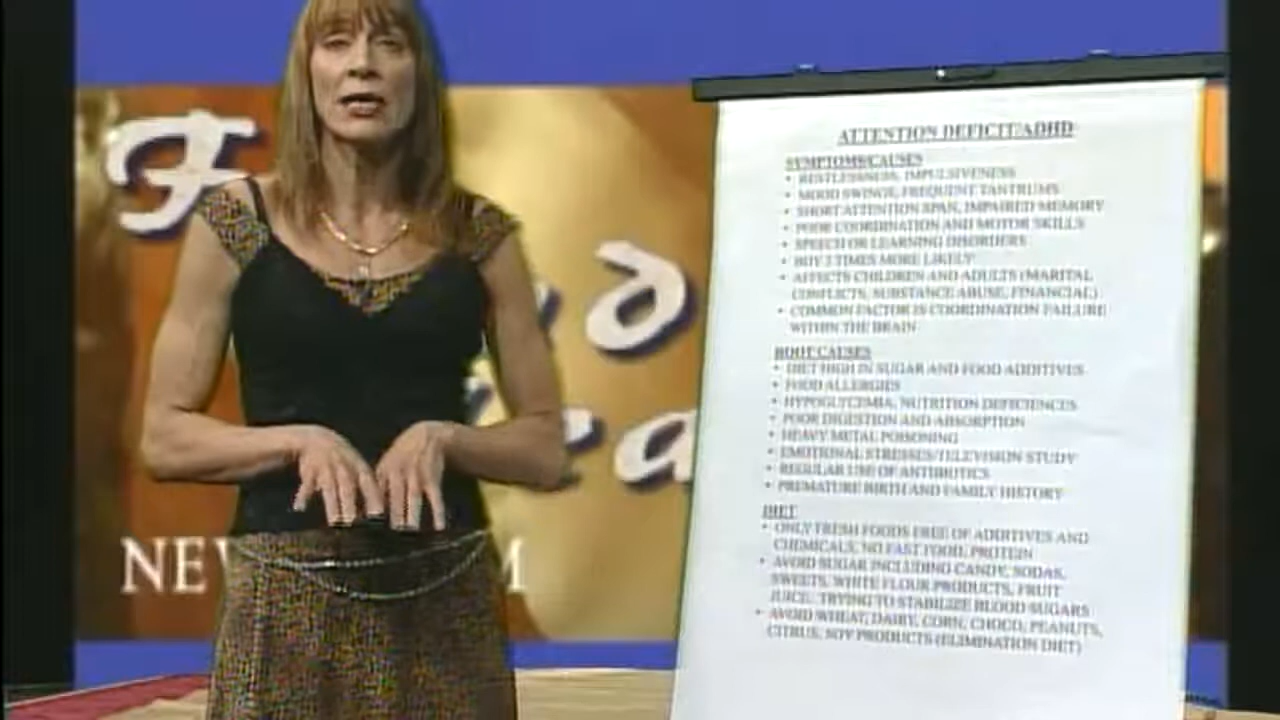 F
d
ra
NEW M
ATTENTION DEFICIT/ADHD
SYMPTOMS/CAUSES
• RESTLESSNESS, IMPULSIVENESS
• MOOD SWINGS, FREQUENT TANTRUMS
• SHORT ATTENTION SPAN, IMPAIRED MEMORY
• POOR COORDINATION AND MOTOR SKILLS
• SPEECH OR LEARNING DISORDERS
• BOY 3 TIMES MORE LIKELY
• AFFECTS CHILDREN AND ADULTS (MARITAL
CONFLICTS, SUBSTANCE ABUSE, FINANCIAL)
• COMMON FACTOR IS COORDINATION FAILURE
WITHIN THE BRAIN
ROOT CAUSES
• DIET HIGH IN SUGAR AND FOOD ADDITIVES
• FOOD ALLERGIES
• HYPOGLYCEMIA, NUTRITION DEFICIENCES
• POOR DIGESTION AND ABSORPTION
• HEAVY METAL POISONING
• EMOTIONAL STRESSES/TELEVISION STUDY
• REGULAR USE OF ANTIBIOTICS
• PREMATURE BIRTH AND FAMILY HISTORY
DIET
• ONLY FRESH FOODS FREE OF ADDITIVES AND
CHEMICALS, NO FAST FOOD, PROTEIN
• AVOID SUGAR INCLUDING CANDY, SODAS,
SWEETS, WHITE FLOUR PRODUCTS, FRUIT
JUICE. TRYING TO STABILIZE BLOOD SUGARS
• AVOID WHEAT, DAIRY, CORN, CHOCO, PEANUTS,
CITRUS, SOY PRODUCTS (ELIMINATION DIET)